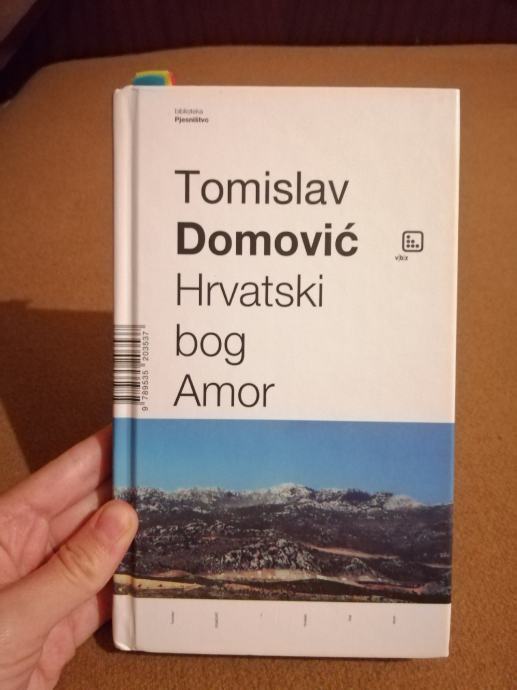 biblioteka
Pjesništvo
Tomislav
Domović
Hrvatski
bog
Amor
v|b|z
9 789535 203537